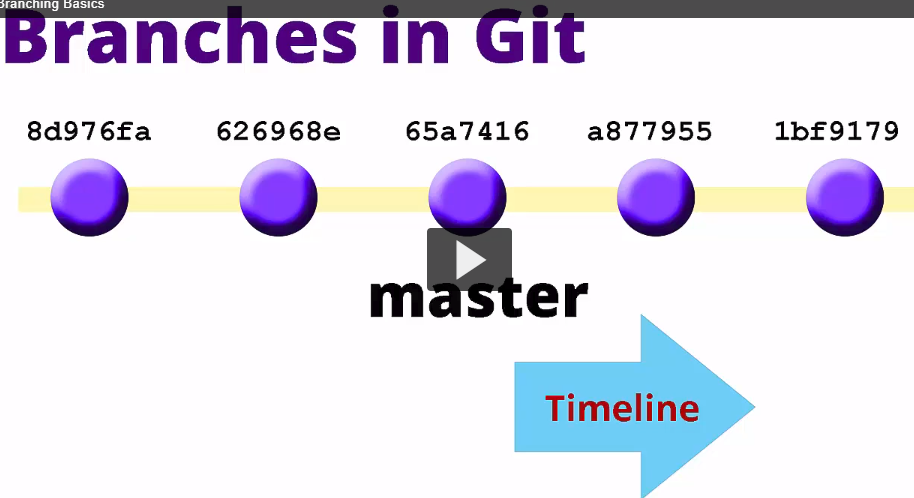 Branching Basics
Branches in Git
8d976fa 626968e 65a7416 a877955 1bf9179
master
Timeline